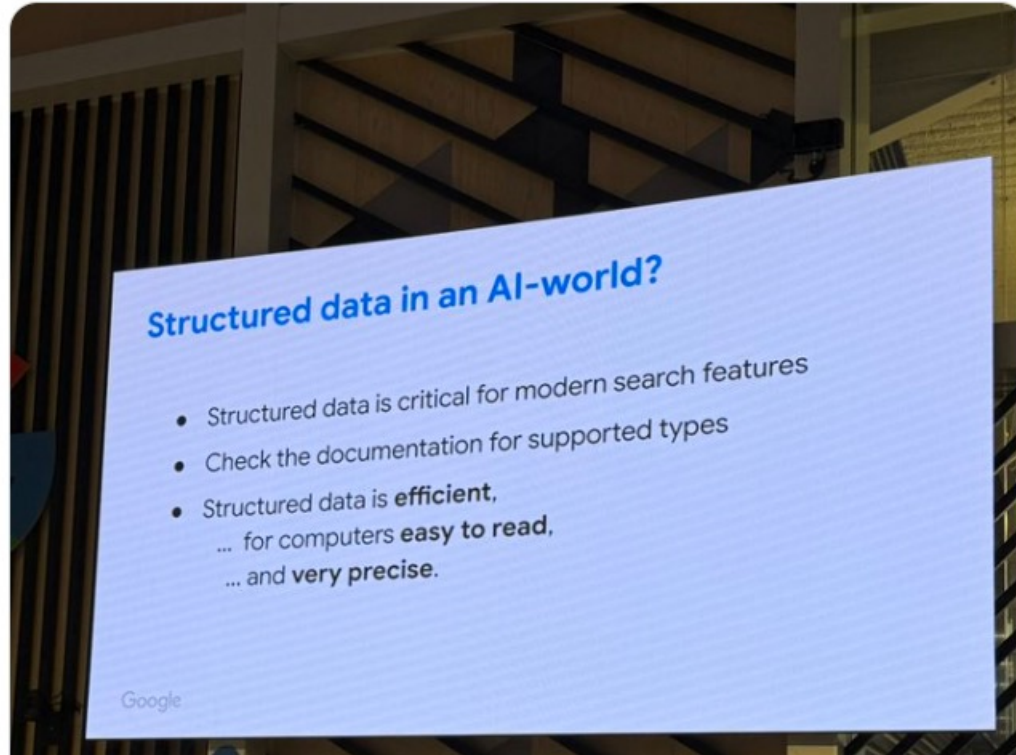 Structured data in an AI-world?
● Structured data is critical for modern search features
● Check the documentation for supported types
● Structured data is efficient,
... for computers easy to read,
... and very precise.
Google